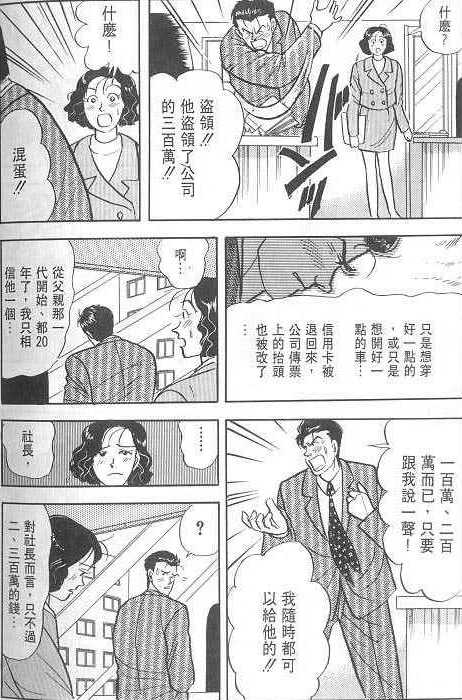 什麼？
盜領！！
他盜領了公司
的三百萬！！
什麼！
混蛋！！
只是想穿
好一點的
，或只是
想開好一
點的車…
信用卡被
退回來，
公司傳票
上的抬頭
也被改了
啊…
從父親那一
代開始、都20
年了，我只相
信他一個…
一百萬、二百
萬而已，只要
跟我說一聲！
我隨時都可
以給他的！！
社長，
？
對社長而言，只不過
二、三百萬的錢…